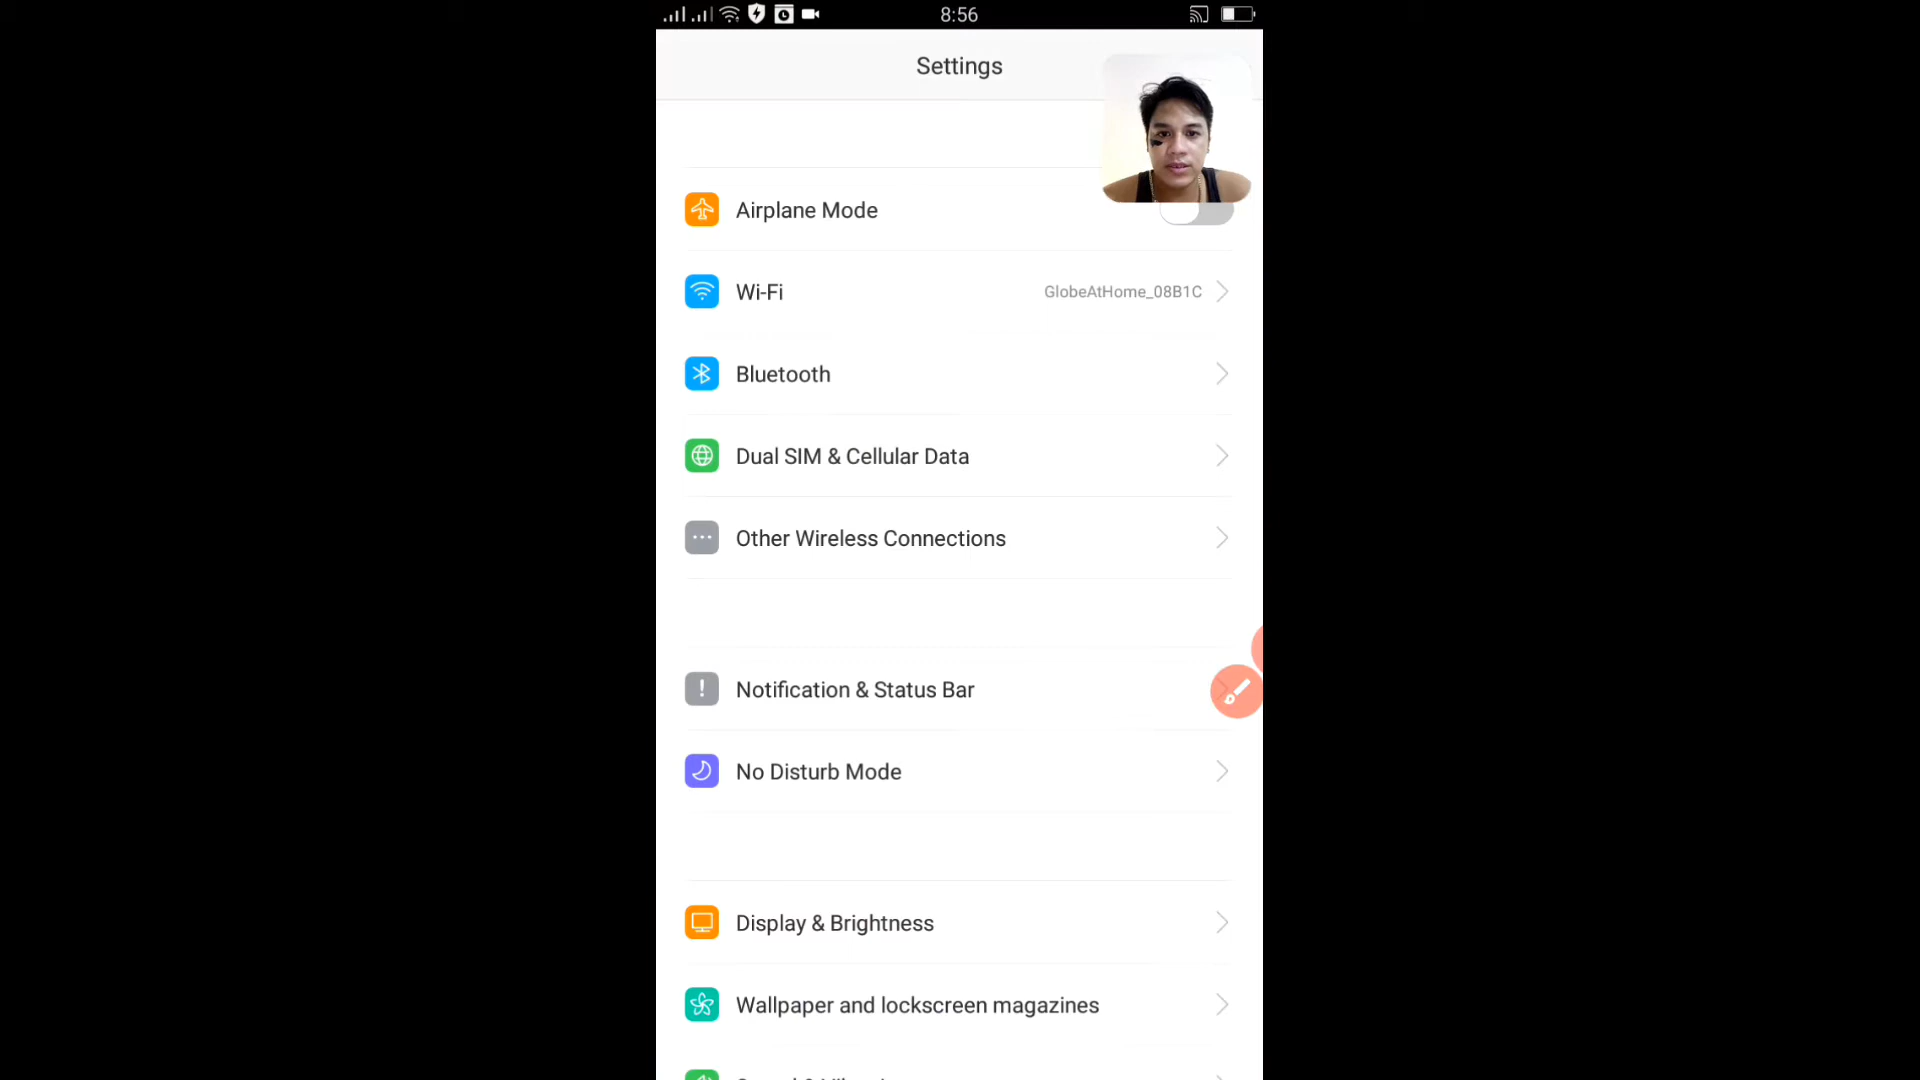 8:56
Settings
Airplane Mode
Wi-Fi GlobeAtHome_08B1C
Bluetooth
Dual SIM & Cellular Data
Other Wireless Connections
Notification & Status Bar
No Disturb Mode
Display & Brightness
Wallpaper and lockscreen magazines